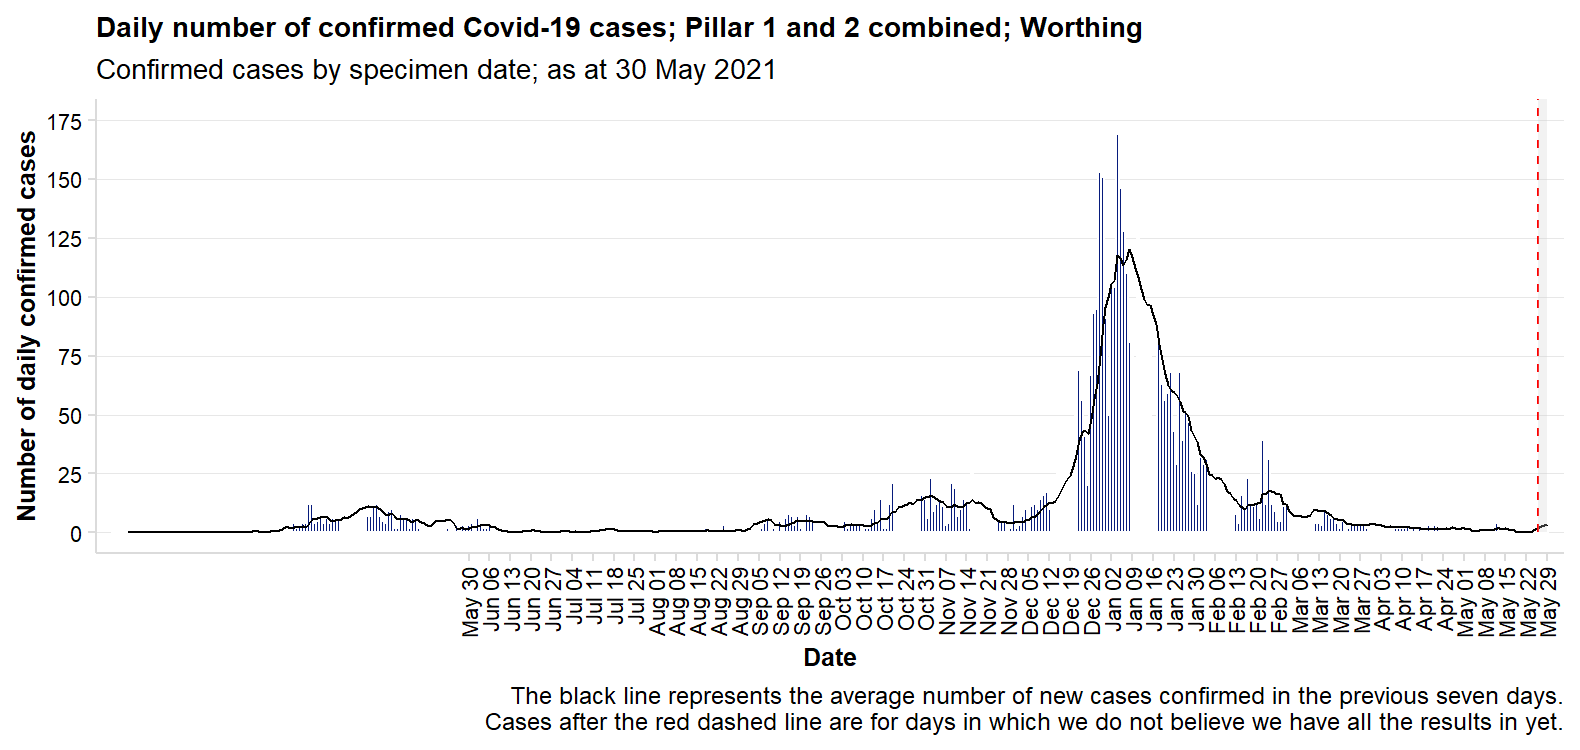 Daily number of confirmed Covid-19 cases; Pillar 1 and 2 combined; Worthing
Confirmed cases by specimen date; as at 30 May 2021
Number of daily confirmed cases
175
150
125
100
75
50
25
0
May 30
Jun 06
Jun 13
Jun 20
Jun 27
Jul 04
Jul 11
Jul 18
Jul 25
Aug 01
Aug 08
Aug 15
Aug 22
Aug 29
Sep 05
Sep 12
Sep 19
Sep 26
Oct 03
Oct 10
Oct 17
Oct 24
Oct 31
Nov 07
Nov 14
Nov 21
Nov 28
Dec 05
Dec 12
Dec 19
Dec 26
Jan 02
Jan 09
Jan 16
Jan 23
Jan 30
Feb 06
Feb 13
Feb 20
Feb 27
Mar 06
Mar 13
Mar 20
Mar 27
Apr 03
Apr 10
Apr 17
Apr 24
May 01
May 08
May 15
May 22
May 29
Date
The black line represents the average number of new cases confirmed in the previous seven days.
Cases after the red dashed line are for days in which we do not believe we have all the results in yet.